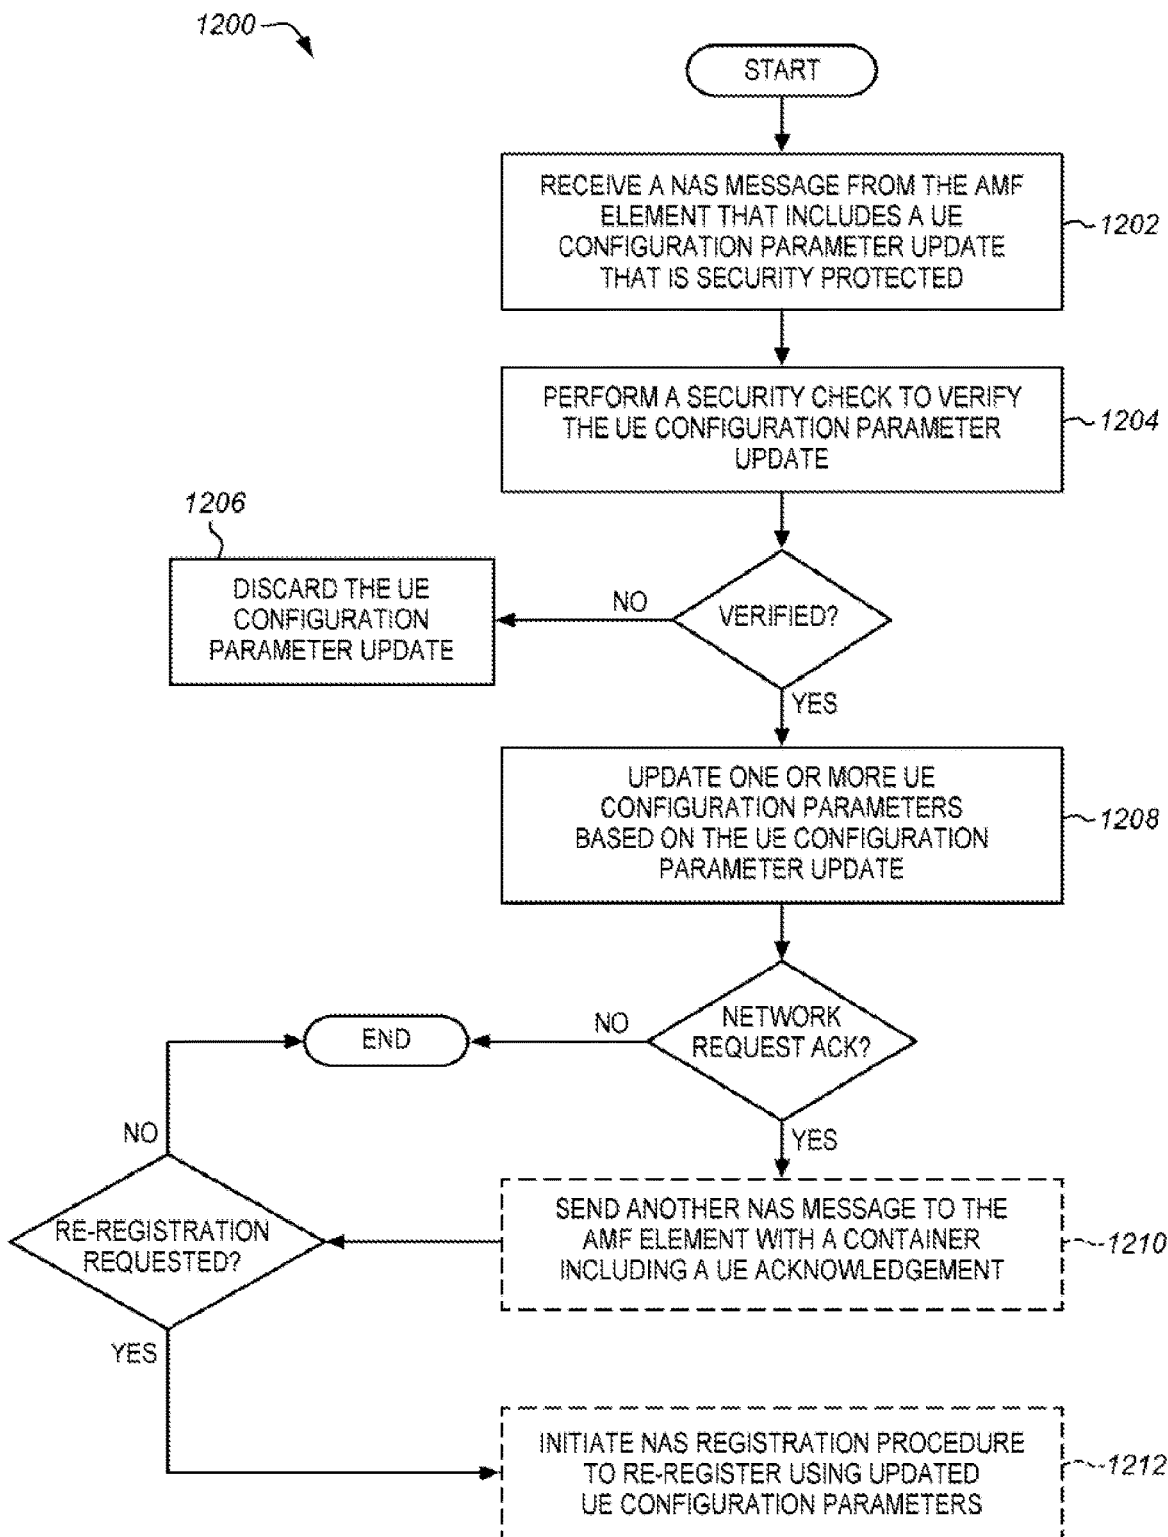 1200
START
RECEIVE A NAS MESSAGE FROM THE AMF
ELEMENT THAT INCLUDES A UE
CONFIGURATION PARAMETER UPDATE
THAT IS SECURITY PROTECTED
1202
PERFORM A SECURITY CHECK TO VERIFY
THE UE CONFIGURATION PARAMETER
UPDATE
1204
1206
DISCARD THE UE
CONFIGURATION
PARAMETER UPDATE
NO
VERIFIED?
YES
UPDATE ONE OR MORE UE
CONFIGURATION PARAMETERS
BASED ON THE UE CONFIGURATION
PARAMETER UPDATE
1208
END
NO
NETWORK
REQUEST ACK?
YES
NO
RE-REGISTRATION
REQUESTED?
SEND ANOTHER NAS MESSAGE TO THE
AMF ELEMENT WITH A CONTAINER
INCLUDING A UE ACKNOWLEDGEMENT
1210
YES
INITIATE NAS REGISTRATION PROCEDURE
TO RE-REGISTER USING UPDATED
UE CONFIGURATION PARAMETERS
1212